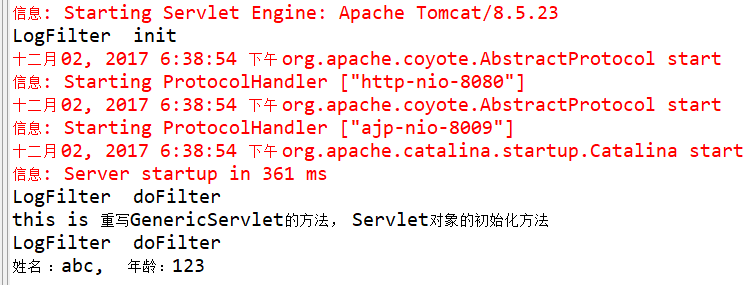 信息: Starting Servlet Engine: Apache Tomcat/8.5.23
LogFilter  init
十二月 02, 2017 6:38:54 下午 org.apache.coyote.AbstractProtocol start
信息: Starting ProtocolHandler ["http-nio-8080"]
十二月 02, 2017 6:38:54 下午 org.apache.coyote.AbstractProtocol start
信息: Starting ProtocolHandler ["ajp-nio-8009"]
十二月 02, 2017 6:38:54 下午 org.apache.catalina.startup.Catalina start
信息: Server startup in 361 ms
LogFilter  doFilter
this is 重写GenericServlet的方法, Servlet对象的初始化方法
LogFilter  doFilter
姓名：abc,  年龄：123